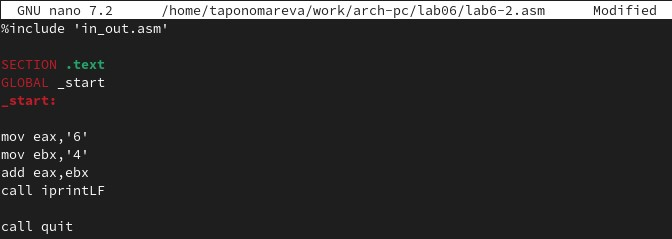 GNU nano 7.2 /home/taponomareva/work/arch-pc/lab06/lab6-2.asm Modified
%include 'in_out.asm'
SECTION .text
GLOBAL _start
_start:
mov eax,'6'
mov ebx,'4'
add eax,ebx
call iprintLF
call quit